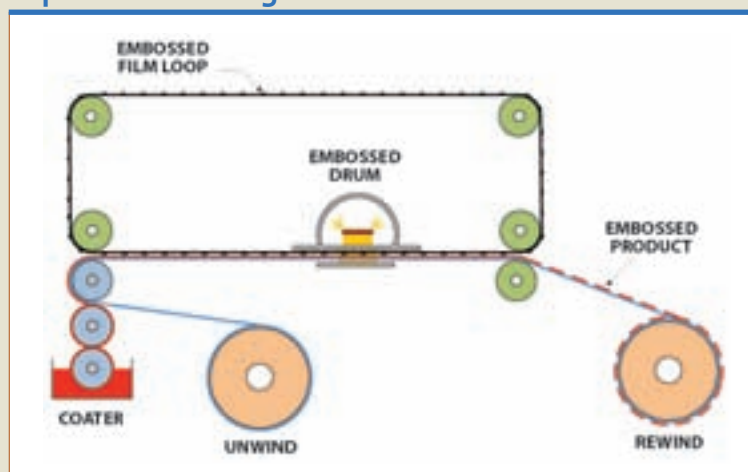 EMBOSSED
FILM LOOP
EMBOSSED
DRUM
EMBOSSED
PRODUCT
COATER
UNWIND
REWIND